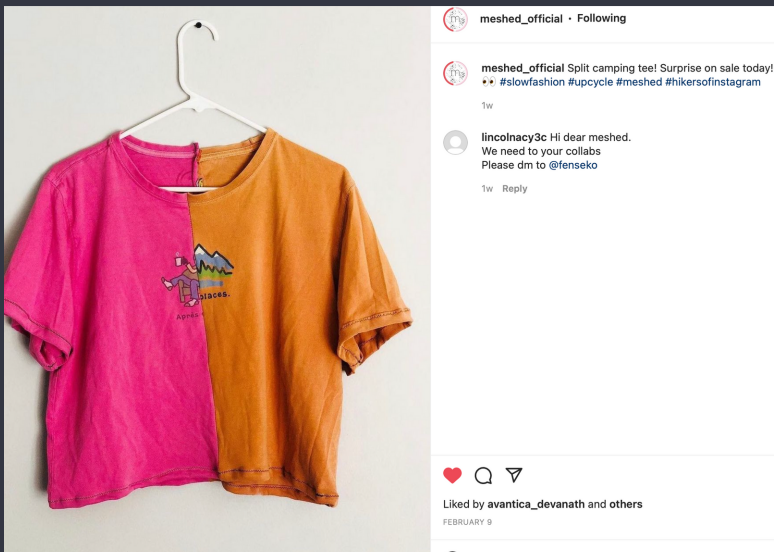 meshed_official • Following
meshed_official Split camping tee! Surprise on sale today!
👀 #slowfashion #upcycle #meshed #hikersofinstagram
1w
lincolnacy3c Hi dear meshed.
We need to your collabs
Please dm to @fenseko
1w Reply
places.
Après
Liked by avantica_devanath and others
FEBRUARY 9